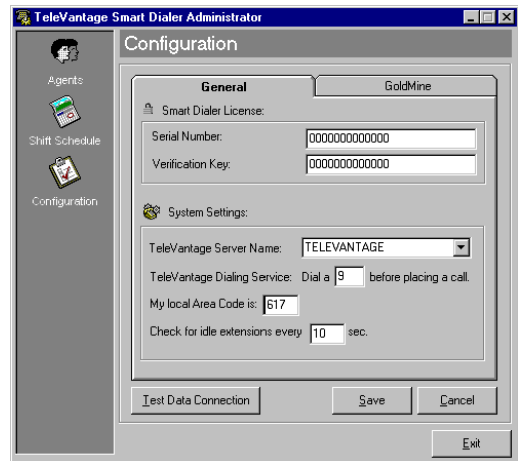 TeleVantage Smart Dialer Administrator
Configuration
Agents
Shift Schedule
Configuration
General
GoldMine
Smart Dialer License:
Serial Number: 0000000000000
Verification Key: 0000000000000
System Settings:
TeleVantage Server Name: TELEVANTAGE
TeleVantage Dialing Service: Dial a 9 before placing a call.
My local Area Code is: 617
Check for idle extensions every 10 sec.
Test Data Connection
Save
Cancel
Exit